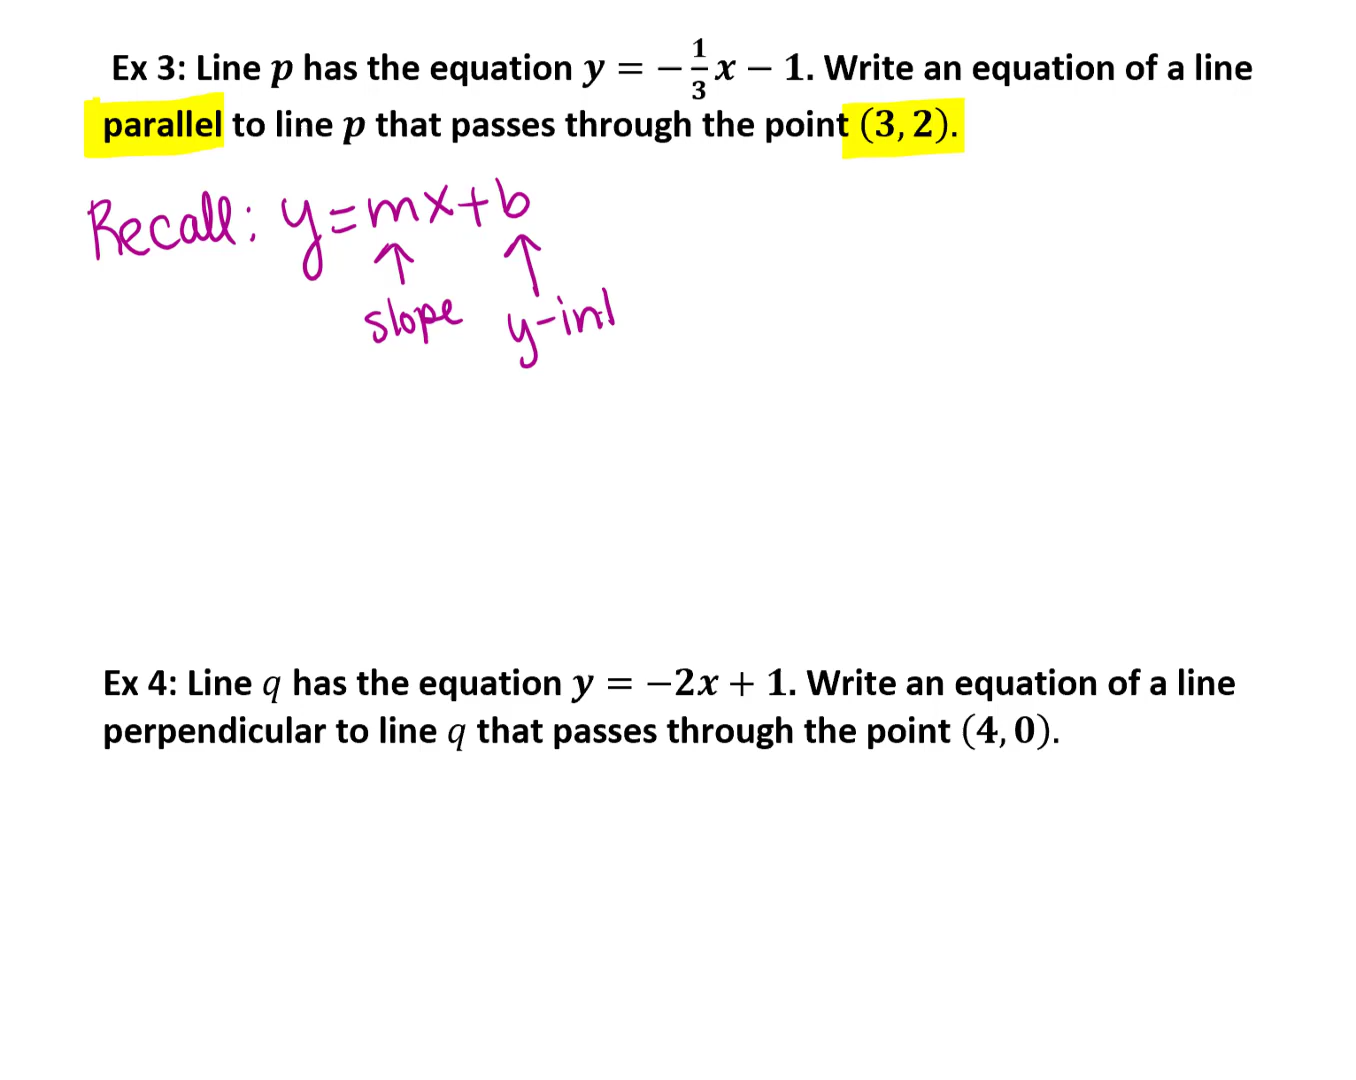 Ex 3: Line p has the equation y = −1/3x − 1. Write an equation of a line
parallel to line p that passes through the point (3, 2).
Recall: y=mx+b
↑ ↑
slope y-int
Ex 4: Line q has the equation y = −2x + 1. Write an equation of a line
perpendicular to line q that passes through the point (4, 0).